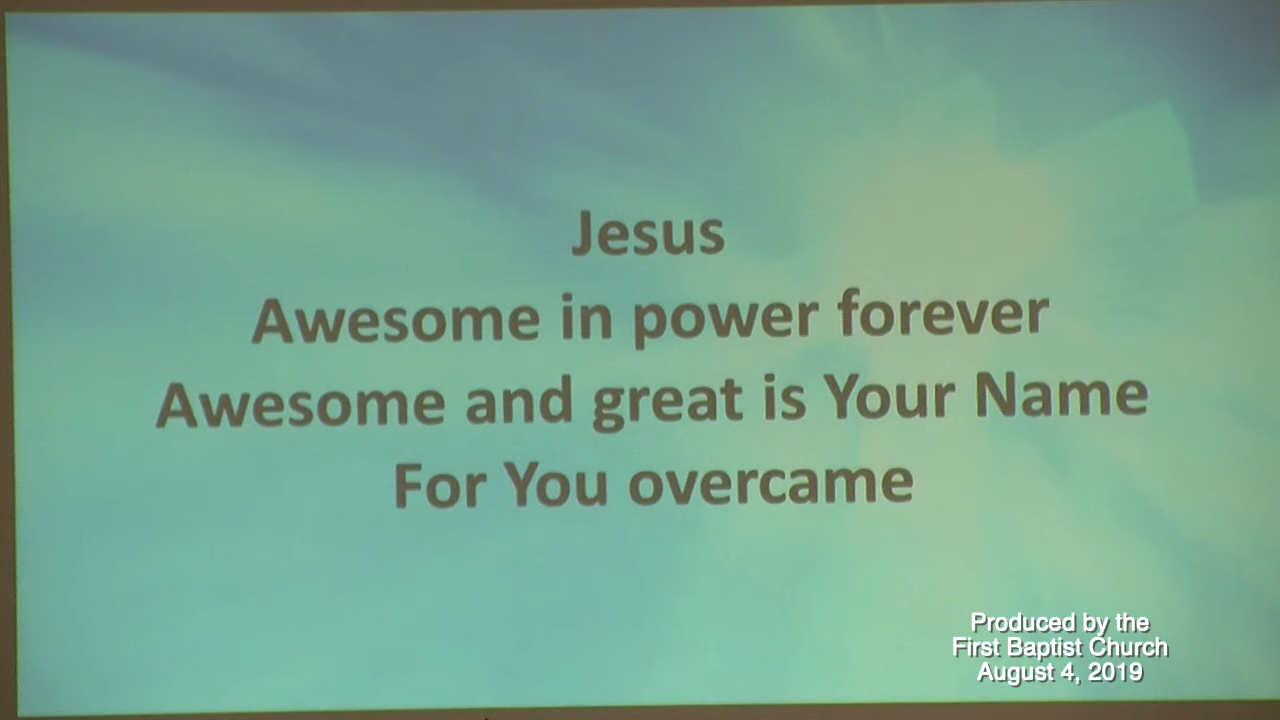 Jesus
Awesome in power forever
Awesome and great is Your Name
For You overcame
Produced by the
First Baptist Church
August 4, 2019